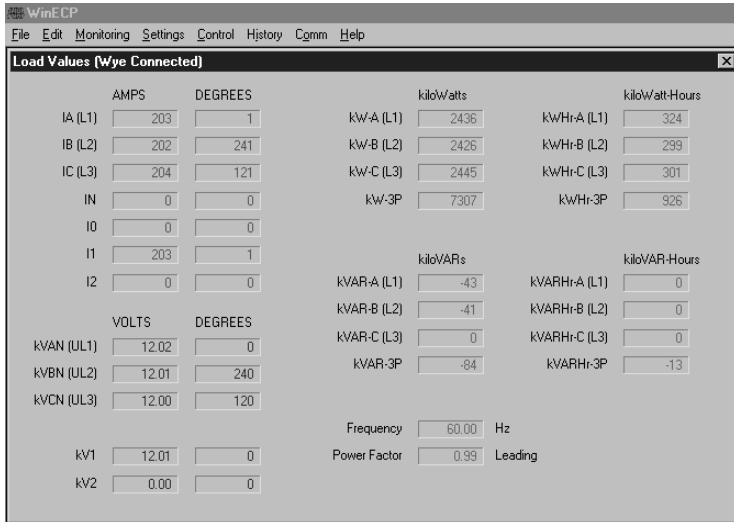 WinECP
File Edit Monitoring Settings Control History Comm Help
Load Values (Wye Connected)
AMPS DEGREES
IA (L1) 203 1
IB (L2) 202 241
IC (L3) 204 121
IN 0 0
I0 0 0
I1 203 1
I2 0 0
VOLTS DEGREES
kVAN (UL1) 12.02 0
kVBN (UL2) 12.01 240
kVCN (UL3) 12.00 120
kV1 12.01 0
kV2 0.00 0
kiloWatts
kW-A (L1) 2436
kW-B (L2) 2426
kW-C (L3) 2445
kW-3P 7307
kiloVARs
kVAR-A (L1) -43
kVAR-B (L2) -41
kVAR-C (L3) 0
kVAR-3P -84
kiloWatt-Hours
kWHr-A (L1) 324
kWHr-B (L2) 299
kWHr-C (L3) 301
kWHr-3P 926
kiloVAR-Hours
kVARHr-A (L1) 0
kVARHr-B (L2) 0
kVARHr-C (L3) 0
kVARHr-3P -13
Frequency 60.00 Hz
Power Factor 0.99 Leading